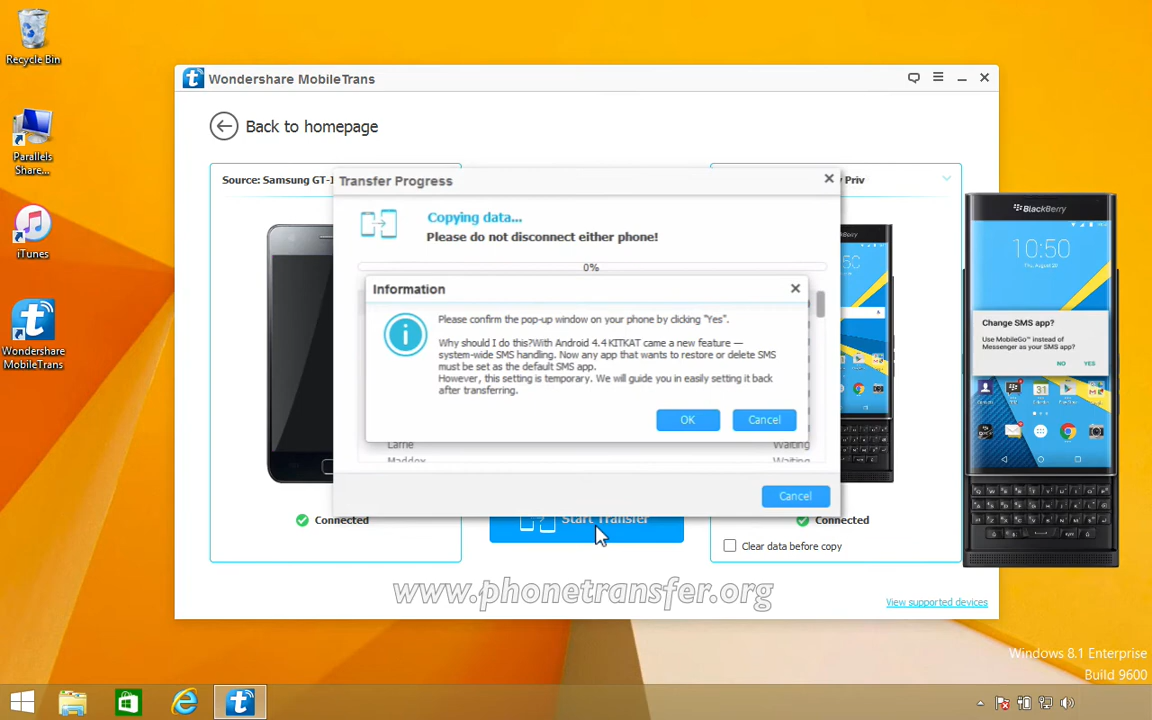 Recycle Bin
Parallels
Share...
iTunes
Wondershare
MobileTrans
Wondershare MobileTrans
Back to homepage
Source: Samsung GT-I
Priv
Transfer Progress
Copying data...
Please do not disconnect either phone!
0%
Information
Please confirm the pop-up window on your phone by clicking "Yes".
Why should I do this?With Android 4.4 KITKAT came a new feature —
system-wide SMS handling. Now any app that wants to restore or delete SMS
must be set as the default SMS app.
However, this setting is temporary. We will guide you in easily setting it back
after transferring.
OK
Cancel
Larrie Waiting
Maddox Waiting
Cancel
Connected
Start Transfer
Connected
Clear data before copy
www.phonetransfer.org
View supported devices
BlackBerry
10:50
Change SMS app?
Use MobileGo™ instead of
Messenger as your SMS app?
NO
YES
Windows 8.1 Enterprise
Build 9600